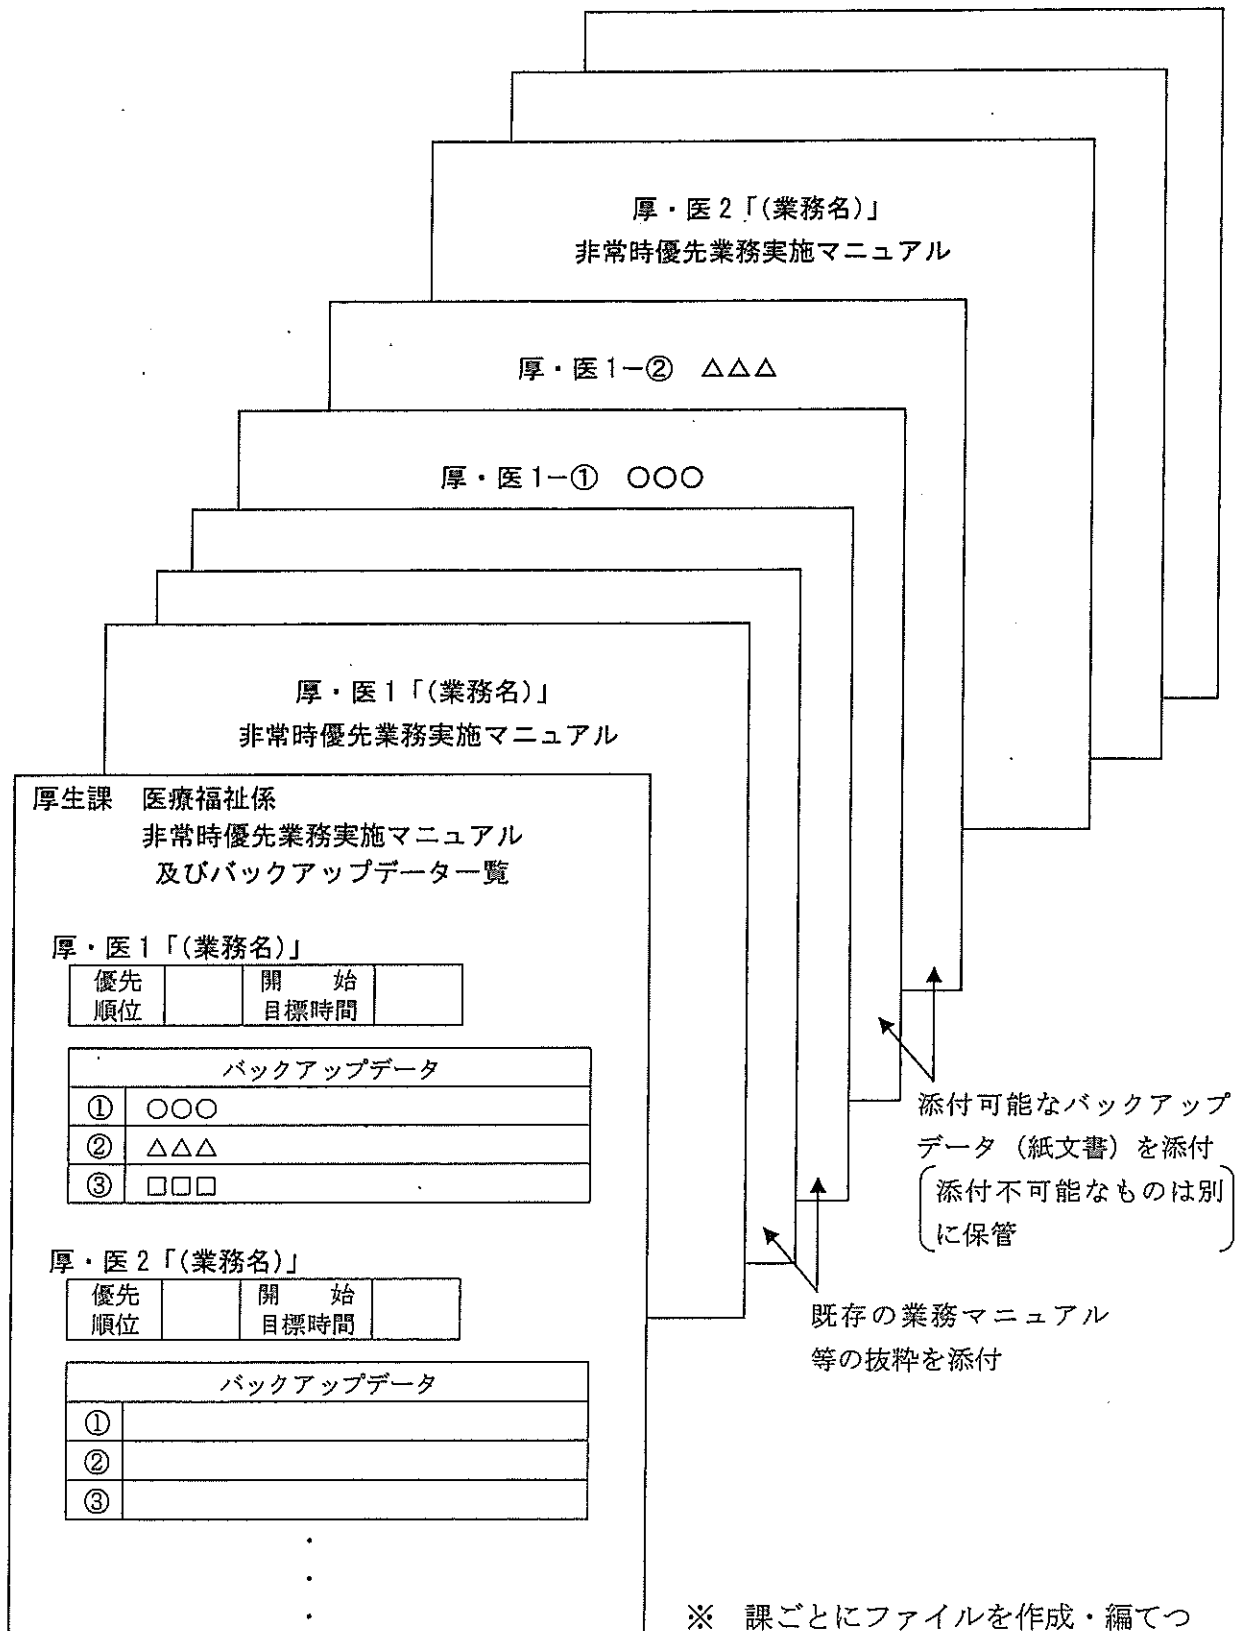 厚・医2「(業務名)」
非常時優先業務実施マニュアル
厚・医1－② △△△
厚・医1－① ○○○
厚・医1「(業務名)」
非常時優先業務実施マニュアル
厚生課 医療福祉係
非常時優先業務実施マニュアル
及びバックアップデータ一覧
厚・医1「(業務名)」
優先順位 開始目標時間
バックアップデータ
① ○○○
② △△△
③ □□□
厚・医2「(業務名)」
優先順位 開始目標時間
バックアップデータ
①
②
③
・
・
・
添付可能なバックアップ
データ（紙文書）を添付
添付不可能なものは別
に保管
既存の業務マニュアル
等の抜粋を添付
※ 課ごとにファイルを作成・編てつ